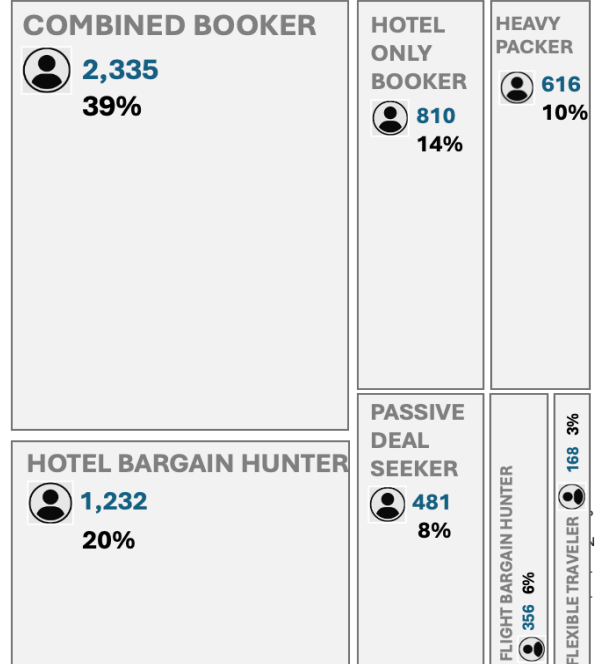 COMBINED BOOKER
2,335
39%
HOTEL
ONLY
BOOKER
810
14%
HEAVY
PACKER
616
10%
HOTEL BARGAIN HUNTER
1,232
20%
PASSIVE
DEAL
SEEKER
481
8%
FLIGHT BARGAIN HUNTER 356 6%
FLEXIBLE TRAVELER 168 3%